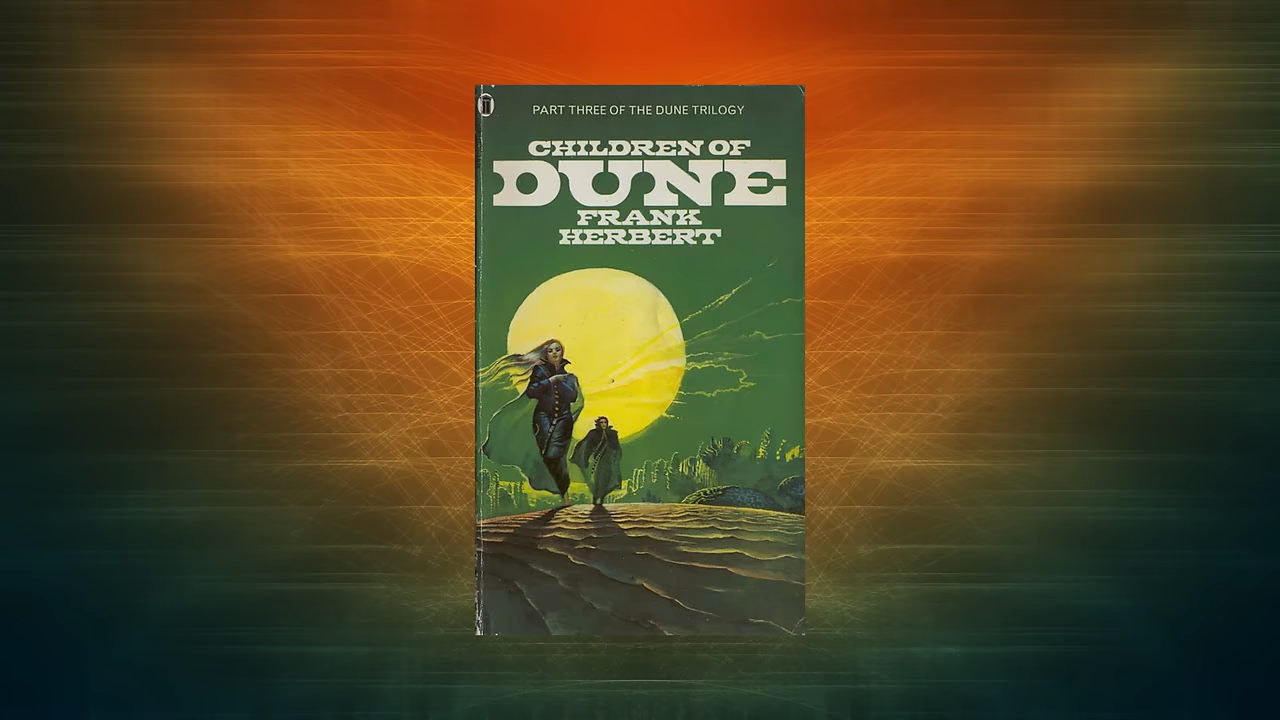 PART THREE OF THE DUNE TRILOGY
CHILDREN OF
DUNE
FRANK
HERBERT